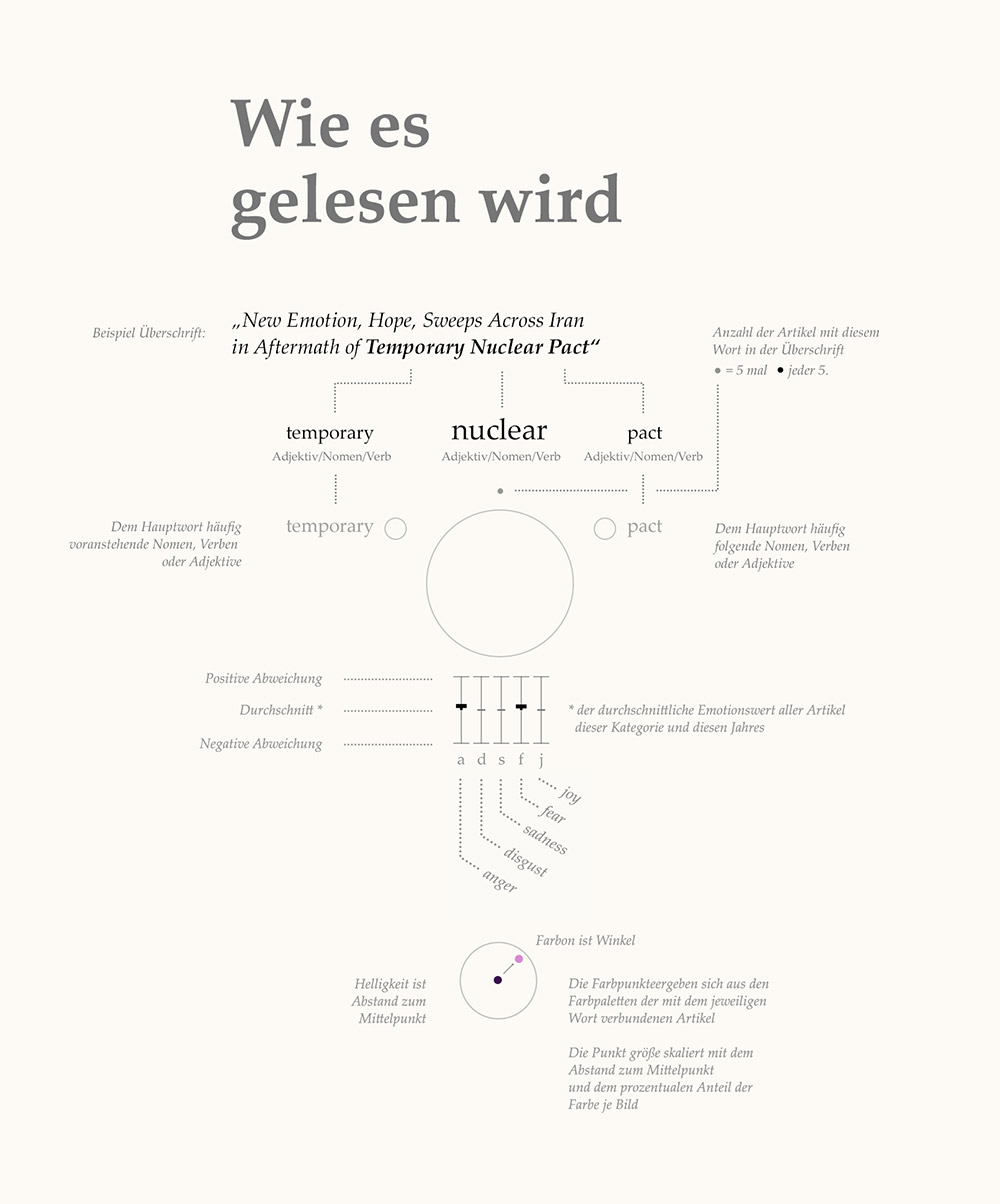 Wie es
gelesen wird
Beispiel Überschrift:
„New Emotion, Hope, Sweeps Across Iran
in Aftermath of Temporary Nuclear Pact“
Anzahl der Artikel mit diesem
Wort in der Überschrift
= 5 mal jeder 5.
temporary
Adjektiv/Nomen/Verb
nuclear
Adjektiv/Nomen/Verb
pact
Adjektiv/Nomen/Verb
Dem Hauptwort häufig
voranstehende Nomen, Verben
oder Adjektive
temporary
pact
Dem Hauptwort häufig
folgende Nomen, Verben
oder Adjektive
Positive Abweichung
Durchschnitt *
Negative Abweichung
* der durchschnittliche Emotionswert aller Artikel
dieser Kategorie und diesen Jahres
a d s f j
joy
fear
sadness
disgust
anger
Farbon ist Winkel
Helligkeit ist
Abstand zum
Mittelpunkt
Die Farbpunkteergeben sich aus den
Farbpaletten der mit dem jeweiligen
Wort verbundenen Artikel
Die Punkt größe skaliert mit dem
Abstand zum Mittelpunkt
und dem prozentualen Anteil der
Farbe je Bild